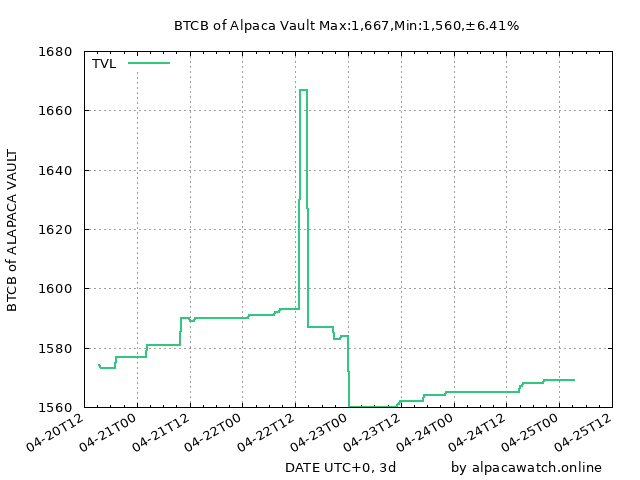 BTCB of Alpaca Vault Max:1,667,Min:1,560,±6.41%
TVL
1680
1660
1640
1620
1600
1580
1560
BTCB of ALAPACA VAULT
04-20T12
04-21T00
04-21T12
04-22T00
04-22T12
04-23T00
04-23T12
04-24T00
04-24T12
04-25T00
04-25T12
DATE UTC+0, 3d
by alpacawatch.online